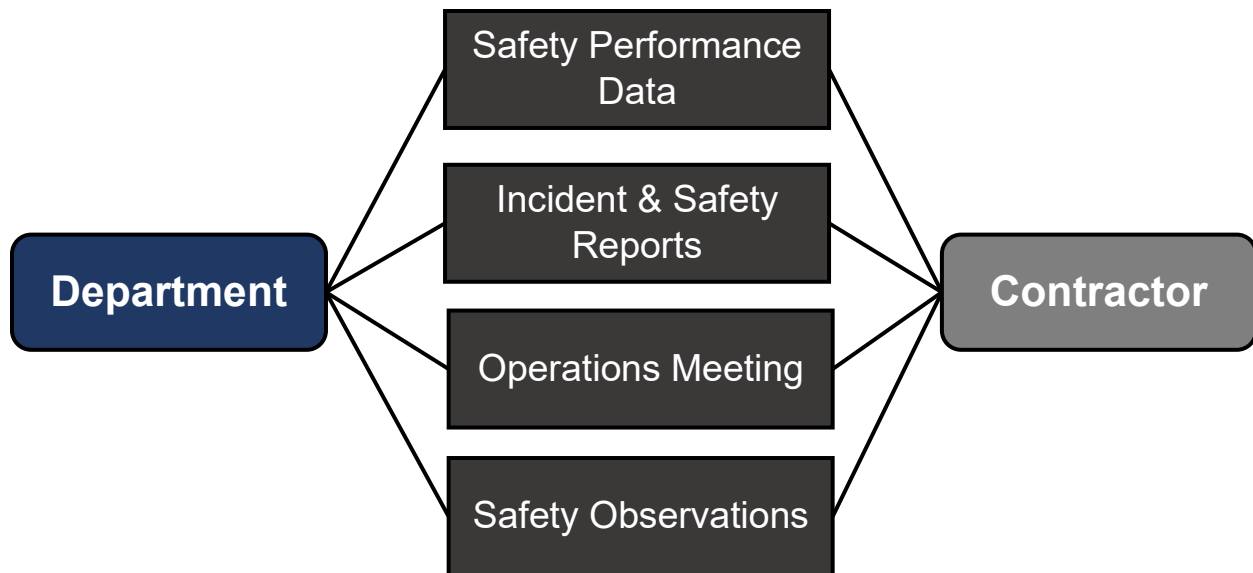 Safety Performance
Data
Incident & Safety
Reports
Department
Contractor
Operations Meeting
Safety Observations